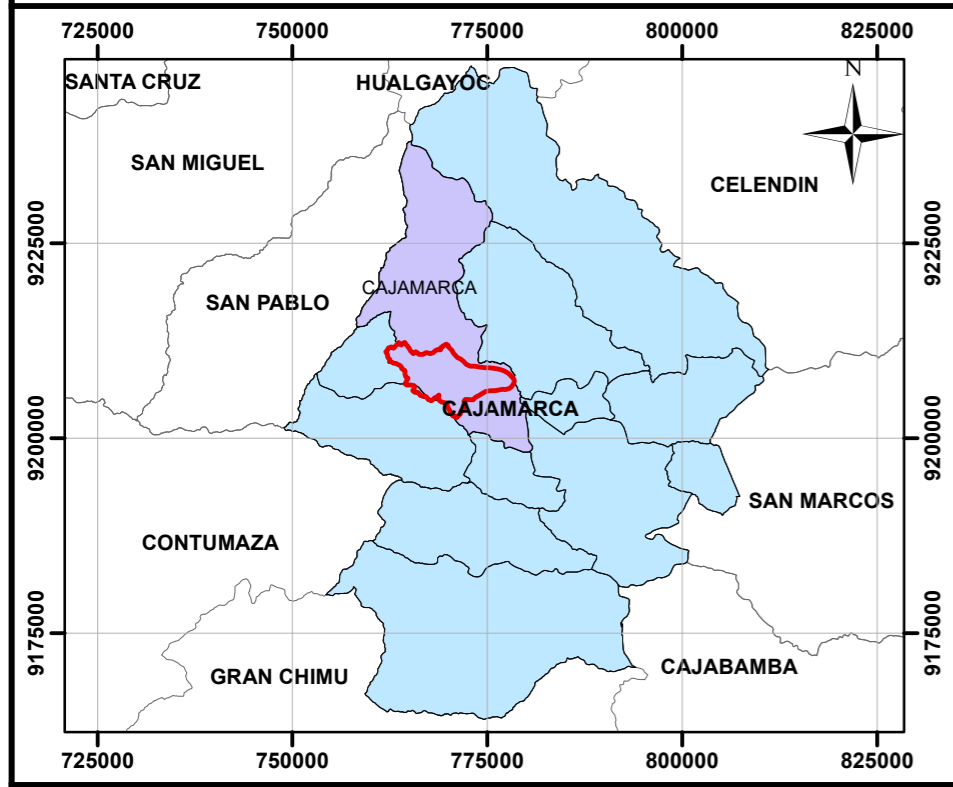 725000 750000 775000 800000 825000
SANTA CRUZ
HUALGAYOC
N
SAN MIGUEL
CELENDIN
9225000
9225000
CAJAMARCA
SAN PABLO
CAJAMARCA
9200000
9200000
SAN MARCOS
CONTUMAZA
9175000
9175000
CAJABAMBA
GRAN CHIMU
725000 750000 775000 800000 825000